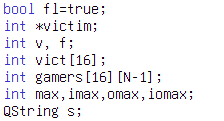 bool fl=true;
int *victim;
int v, f;
int vict[16];
int gamers[16][N-1];
int max,imax,omax,iomax;
QString s;